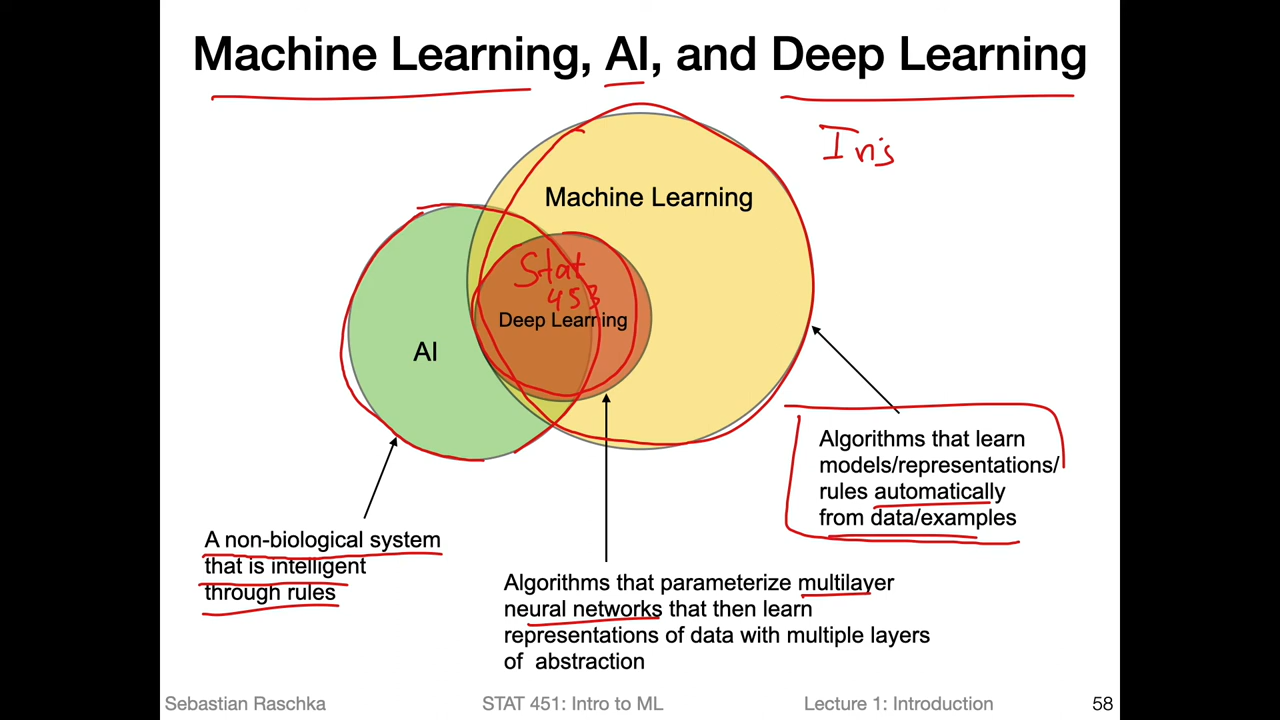 Machine Learning, AI, and Deep Learning
Iris
Machine Learning
Stat
453
Deep Learning
AI
Algorithms that learn
models/representations/
rules automatically
from data/examples
A non-biological system
that is intelligent
through rules
Algorithms that parameterize multilayer
neural networks that then learn
representations of data with multiple layers
of abstraction
Sebastian Raschka
STAT 451: Intro to ML
Lecture 1: Introduction
58